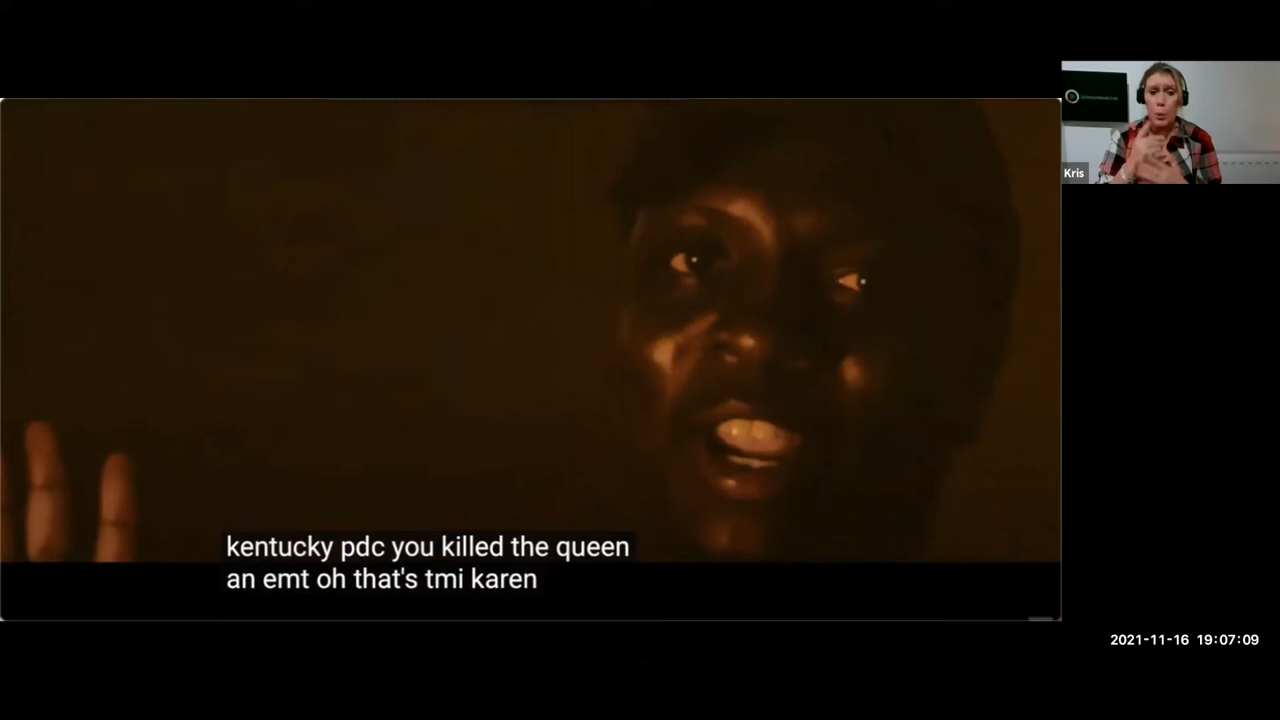 kentucky pdc you killed the queen
an emt oh that's tmi karen
Kris
2021-11-16 19:07:09